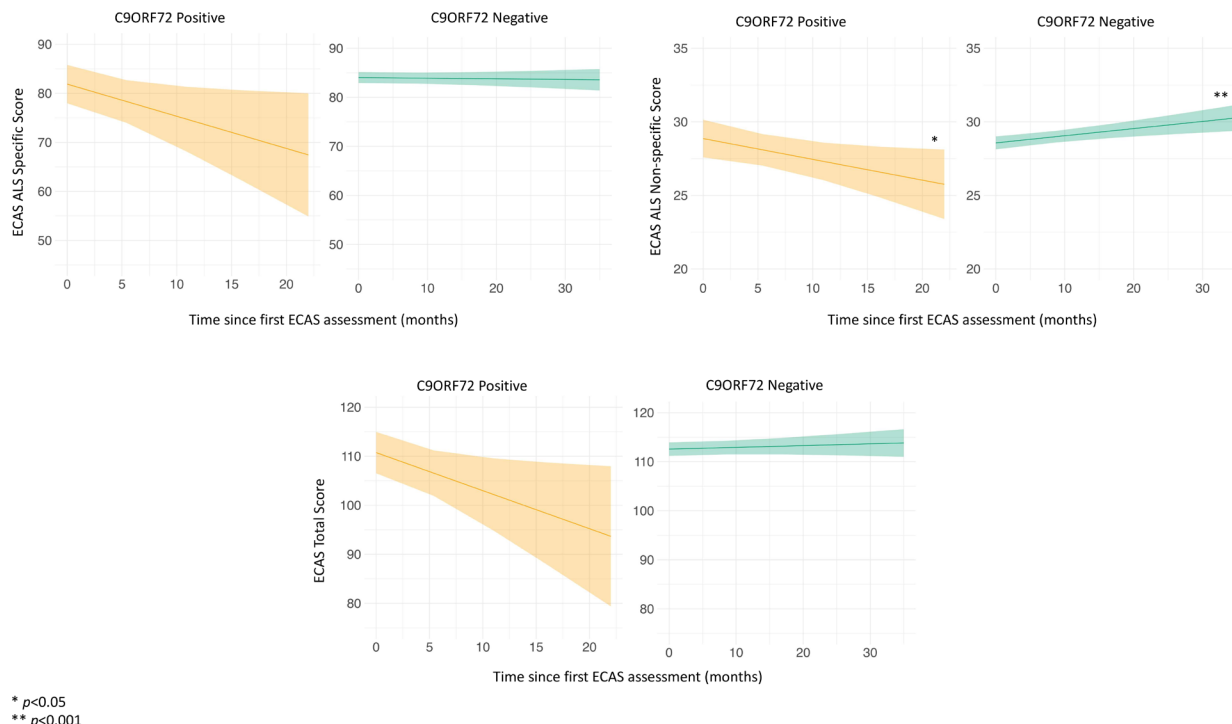 C9ORF72 Positive
C9ORF72 Negative
ECAS ALS Specific Score
90
80
70
60
50
0 5 10 15 20
90
80
70
60
50
0 10 20 30
Time since first ECAS assessment (months)
C9ORF72 Positive
C9ORF72 Negative
ECAS ALS Non-specific Score
35
30
25
20
*
0 5 10 15 20
35
30
25
20
**
0 10 20 30
Time since first ECAS assessment (months)
C9ORF72 Positive
C9ORF72 Negative
ECAS Total Score
120
110
100
90
80
0 5 10 15 20
120
110
100
90
80
0 10 20 30
Time since first ECAS assessment (months)
* p<0.05
** p<0.001